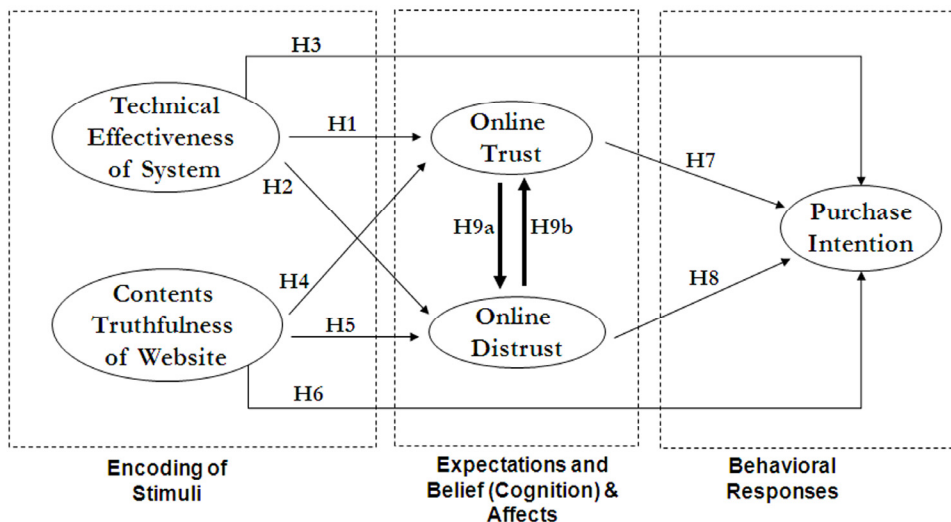 H3
Technical
Effectiveness
of System
H1
Online
Trust
H2
H7
H9a
H9b
Purchase
Intention
H4
H8
Contents
Truthfulness
of Website
H5
Online
Distrust
H6
Encoding of
Stimuli
Expectations and
Belief (Cognition) &
Affects
Behavioral
Responses